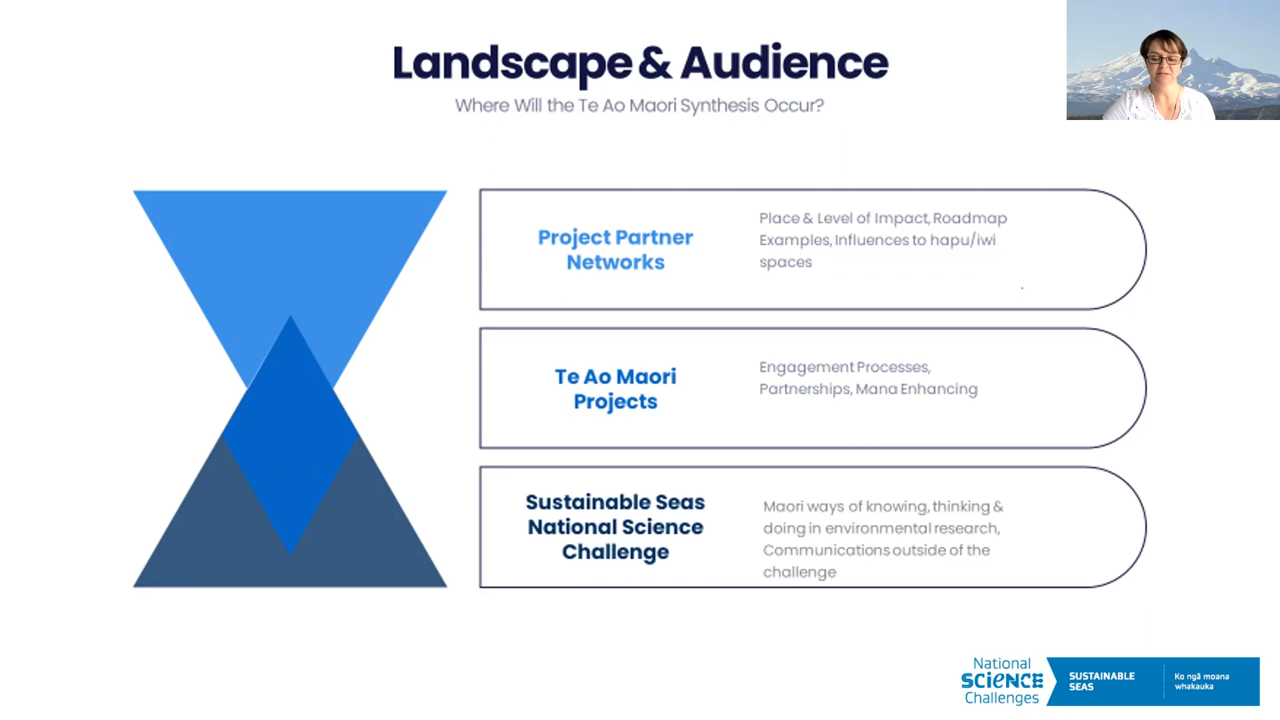 Landscape & Audience
Where Will the Te Ao Maori Synthesis Occur?
Project Partner
Networks
Place & Level of Impact, Roadmap
Examples, Influences to hapu/iwi
spaces
Te Ao Maori
Projects
Engagement Processes,
Partnerships, Mana Enhancing
Sustainable Seas
National Science
Challenge
Maori ways of knowing, thinking &
doing in environmental research,
Communications outside of the
challenge
National
SCIENCE
Challenges
SUSTAINABLE
SEAS
Ko ngā moana
whakauka